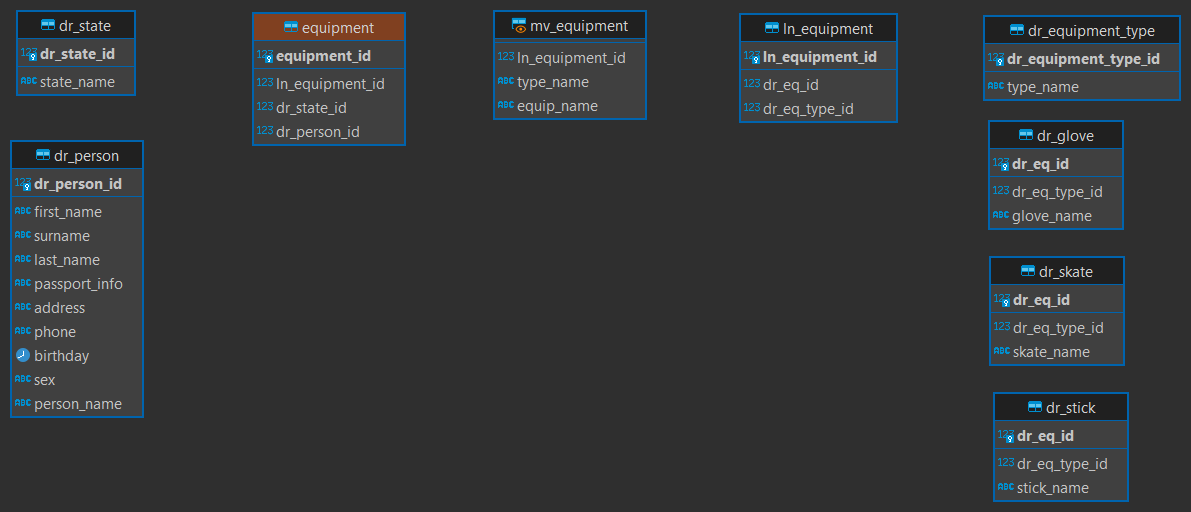 dr_state
123 dr_state_id
ABC state_name
dr_person
123 dr_person_id
ABC first_name
ABC surname
ABC last_name
ABC passport_info
ABC address
ABC phone
birthday
ABC sex
ABC person_name
equipment
123 equipment_id
123 ln_equipment_id
123 dr_state_id
123 dr_person_id
mv_equipment
123 ln_equipment_id
ABC type_name
ABC equip_name
ln_equipment
123 ln_equipment_id
123 dr_eq_id
123 dr_eq_type_id
dr_equipment_type
123 dr_equipment_type_id
ABC type_name
dr_glove
123 dr_eq_id
123 dr_eq_type_id
ABC glove_name
dr_skate
123 dr_eq_id
123 dr_eq_type_id
ABC skate_name
dr_stick
123 dr_eq_id
123 dr_eq_type_id
ABC stick_name